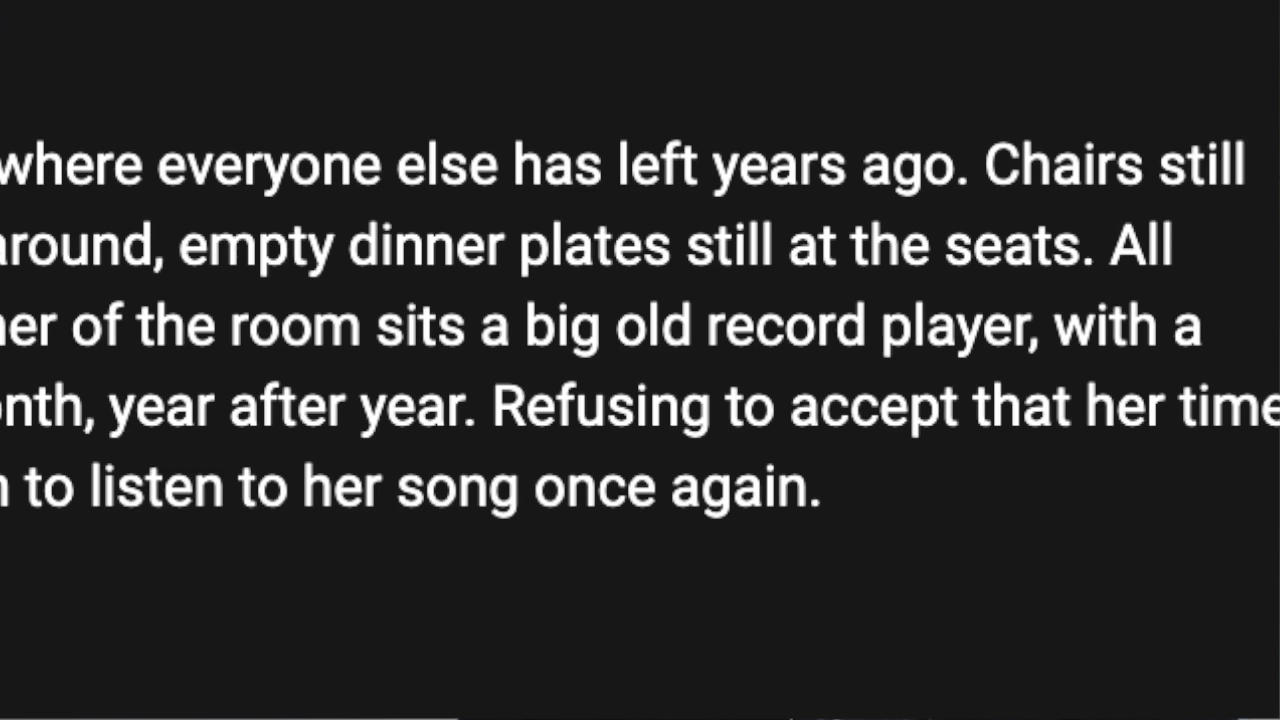 where everyone else has left years ago. Chairs still
around, empty dinner plates still at the seats. All
of the room sits a big old record player, with a
year after year. Refusing to accept that her time
to listen to her song once again.